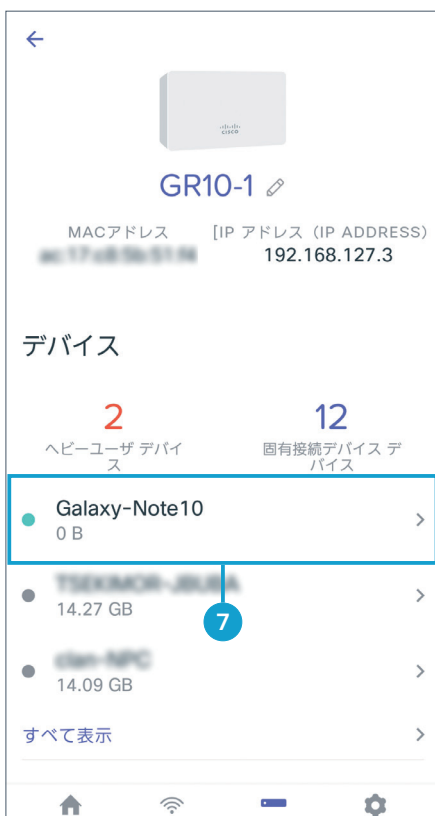 cisco
GR10-1
MACアドレス
[IP アドレス（IP ADDRESS）
192.168.127.3
デバイス
2
ヘビーユーザ デバイ
ス
12
固有接続デバイス デ
バイス
Galaxy-Note10
0 B
14.27 GB
7
14.09 GB
すべて表示